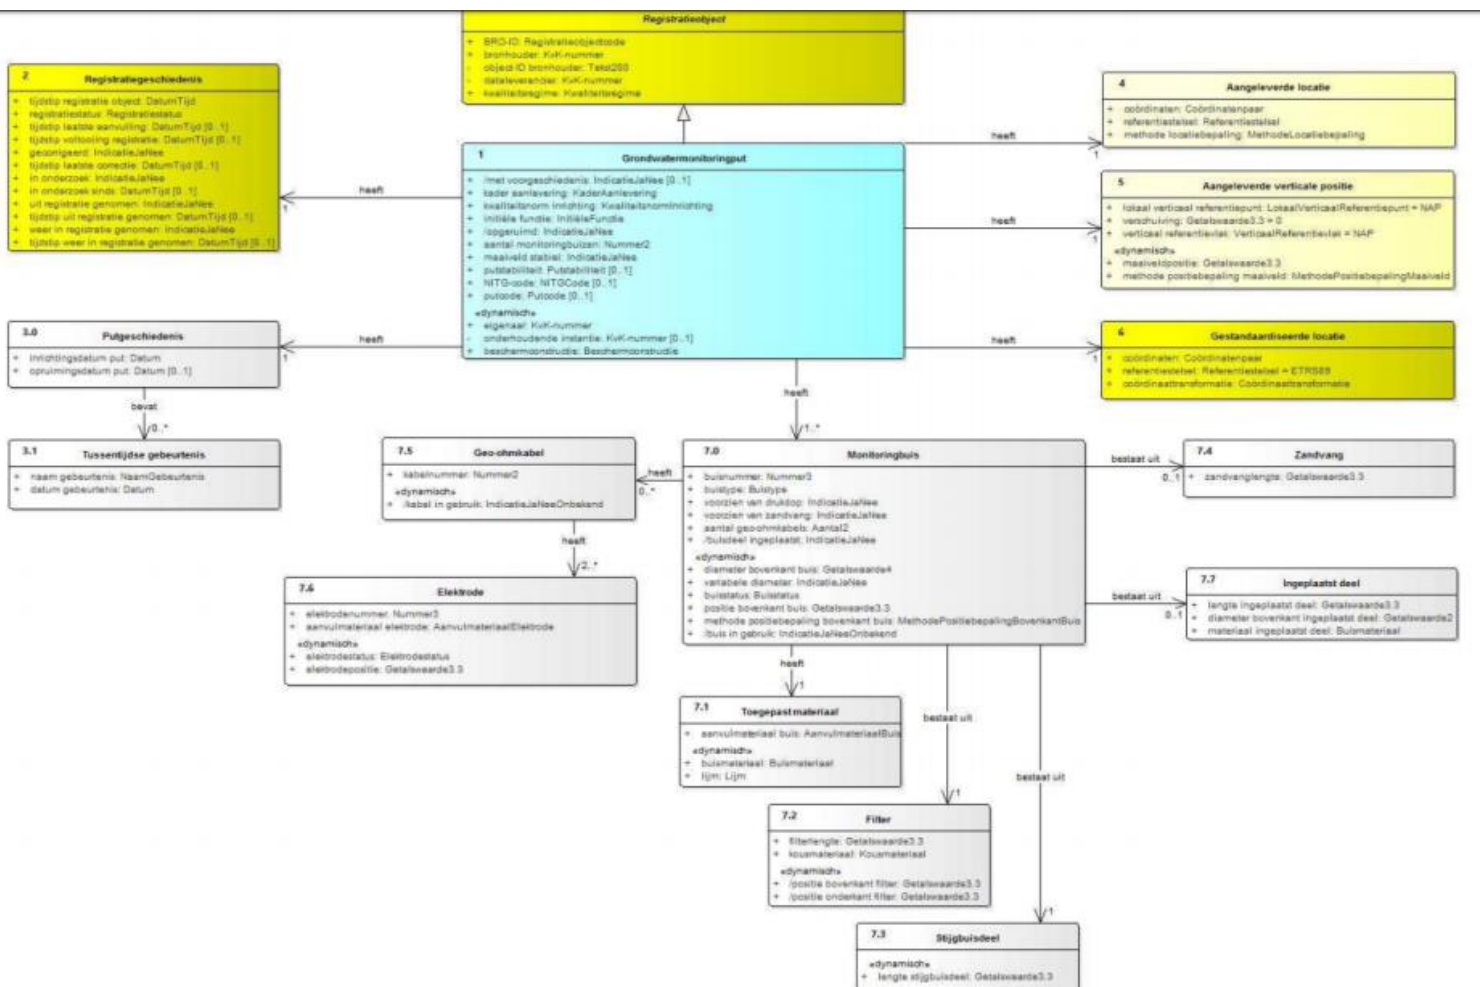 Registratieobject
+ BRO-ID: Registratieobjectcode
+ bronhouder: KvK-nummer
- object-ID bronhouder: Tekst200
- dataleverancier: KvK-nummer
+ kwaliteitsregime: Kwaliteitsregime
2
Registratiegeschiedenis
+ tijdstip registratie object: DatumTijd
+ registratiestatus: Registratiestatus
+ tijdstip laatste aanvulling: DatumTijd [0..1]
+ tijdstip voltooiing registratie: DatumTijd [0..1]
+ gecorrigeerd: IndicatieJaNee
+ tijdstip laatste correctie: DatumTijd [0..1]
+ in onderzoek: IndicatieJaNee
+ in onderzoek sinds: DatumTijd [0..1]
+ uit registratie genomen: IndicatieJaNee
+ tijdstip uit registratie genomen: DatumTijd [0..1]
+ weer in registratie genomen: IndicatieJaNee
+ tijdstip weer in registratie genomen: DatumTijd [0..1]
heeft
1
1
Grondwatermonitoringput
+ /met voorgeschiedenis: IndicatieJaNee [0..1]
+ kader aanlevering: KaderAanlevering
+ kwaliteitsnorm inrichting: KwaliteitsnormInrichting
+ initiële functie: InitiëleFunctie
+ /opgeruimd: IndicatieJaNee
+ aantal monitoringbuizen: Nummer2
+ maaiveld stabiel: IndicatieJaNee
+ putstabiliteit: Putstabiliteit [0..1]
+ NITG-code: NITGCode [0..1]
+ putcode: Putcode [0..1]
«dynamisch»
+ eigenaar: KvK-nummer
- onderhoudende instantie: KvK-nummer [0..1]
+ beschermconstructie: Beschermconstructie
heeft
1
4
Aangeleverde locatie
+ coördinaten: Coördinatenpaar
+ referentiestelsel: Referentiestelsel
+ methode locatiebepaling: MethodeLocatiebepaling
heeft
1
5
Aangeleverde verticale positie
+ lokaal verticaal referentiepunt: LokaalVerticaalReferentiepunt = NAP
+ verschuiving: Getalswaarde3.3 = 0
+ verticaal referentievlak: VerticaalReferentievlak = NAP
«dynamisch»
+ maaiveldpositie: Getalswaarde3.3
+ methode positiebepaling maaiveld: MethodePositiebepalingMaaiveld
heeft
1
6
Gestandaardiseerde locatie
+ coördinaten: Coördinatenpaar
+ referentiestelsel: Referentiestelsel = ETRS89
+ coördinaattransformatie: Coördinaattransformatie
heeft
1
3.0
Putgeschiedenis
+ inrichtingsdatum put: Datum
+ opruimingsdatum put: Datum [0..1]
bevat
0..*
3.1
Tussentijdse gebeurtenis
+ naam gebeurtenis: NaamGebeurtenis
+ datum gebeurtenis: Datum
heeft
1..*
7.5
Geo-ohmkabel
+ kabelnummer: Nummer2
«dynamisch»
+ /kabel in gebruik: IndicatieJaNeeOnbekend
heeft
0..*
7.0
Monitoringbuis
+ buisnummer: Nummer3
+ buistype: Buistype
+ voorzien van drukdop: IndicatieJaNee
+ voorzien van zandvang: IndicatieJaNee
+ aantal geo-ohmkabels: Aantal2
+ /buisdeel ingeplaatst: IndicatieJaNee
«dynamisch»
+ diameter bovenkant buis: Getalswaarde4
+ variabele diameter: IndicatieJaNee
+ buisstatus: Buisstatus
+ positie bovenkant buis: Getalswaarde3.3
+ methode positiebepaling bovenkant buis: MethodePositiebepalingBovenkantBuis
+ /buis in gebruik: IndicatieJaNeeOnbekend
bestaat uit
0..1
7.4
Zandvang
+ zandvanglengte: Getalswaarde3.3
heeft
2..*
7.6
Elektrode
+ elektrodenummer: Nummer3
+ aanvulmateriaal elektrode: AanvulmateriaalElektrode
«dynamisch»
+ elektrodestatus: Elektrodestatus
+ elektrodepositie: Getalswaarde3.3
bestaat uit
0..1
7.7
Ingeplaatst deel
+ lengte ingeplaatst deel: Getalswaarde3.3
+ diameter bovenkant ingeplaatst deel: Getalswaarde2
+ materiaal ingeplaatst deel: Buismateriaal
heeft
1
7.1
Toegepast materiaal
+ aanvulmateriaal buis: AanvulmateriaalBuis
«dynamisch»
+ buismateriaal: Buismateriaal
+ lijm: Lijm
bestaat uit
1
7.2
Filter
+ filterlengte: Getalswaarde3.3
+ kousmateriaal: Kousmateriaal
«dynamisch»
+ /positie bovenkant filter: Getalswaarde3.3
+ /positie onderkant filter: Getalswaarde3.3
bestaat uit
1
7.3
Stijgbuisdeel
«dynamisch»
+ lengte stijgbuisdeel: Getalswaarde3.3